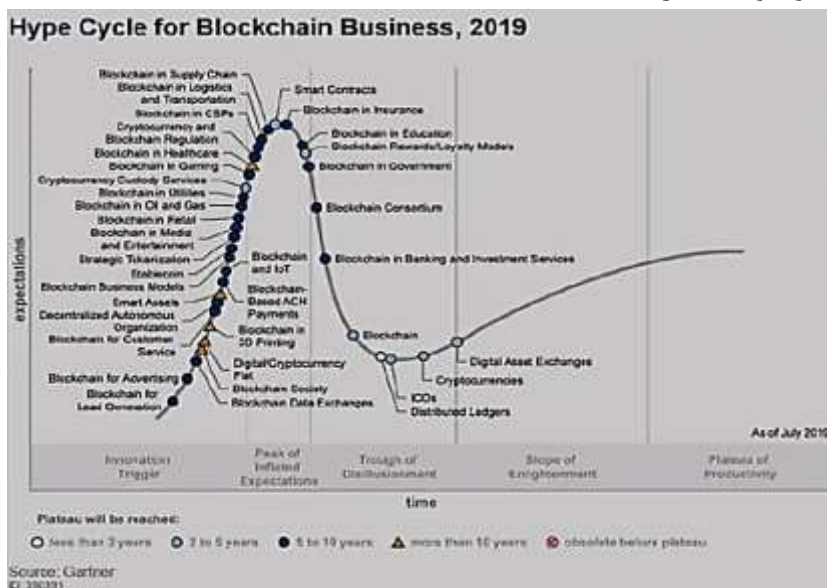 Hype Cycle for Blockchain Business, 2019
Blockchain in Supply Chain
Blockchain in Logistics
and Transportation
Blockchain in CSPs
Cryptocurrency and
Blockchain Regulation
Blockchain in Healthcare
Blockchain in Gaming
Cryptocurrency Custody Services
Blockchain in Utilities
Blockchain in Oil and Gas
Blockchain in Retail
Blockchain in Media
and Entertainment
Strategic Tokenization
Stablecoin
Blockchain Business Models
Smart Assets
Decentralized Autonomous
Organization
Blockchain for Customer
Service
Blockchain for Advertising
Blockchain for
Lead Generation
Smart Contracts
Blockchain in Insurance
Blockchain in Education
Blockchain Rewards/Loyalty Models
Blockchain in Government
Blockchain Consortium
Blockchain in Banking and Investment Services
Blockchain
and IoT
Blockchain-
Based ACH
Payments
Blockchain in
3D Printing
Digital/Cryptocurrency
Fiat
Blockchain Society
Blockchain Data Exchanges
Blockchain
ICOs
Distributed Ledgers
Cryptocurrencies
Digital Asset Exchanges
expectations
As of July 2019
Innovation
Trigger
Peak of
Inflated
Expectations
Trough of
Disillusionment
Slope of
Enlightenment
Plateau of
Productivity
time
Plateau will be reached:
less than 2 years
2 to 5 years
5 to 10 years
more than 10 years
obsolete before plateau
Source: Gartner